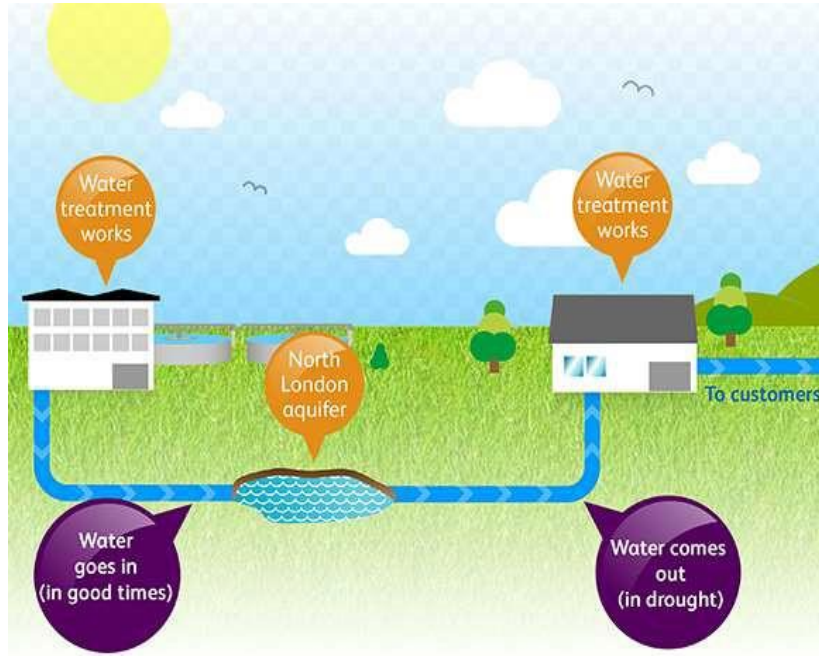 Water
treatment
works
Water
treatment
works
North
London
aquifer
To customers
Water
goes in
(in good times)
Water comes
out
(in drought)